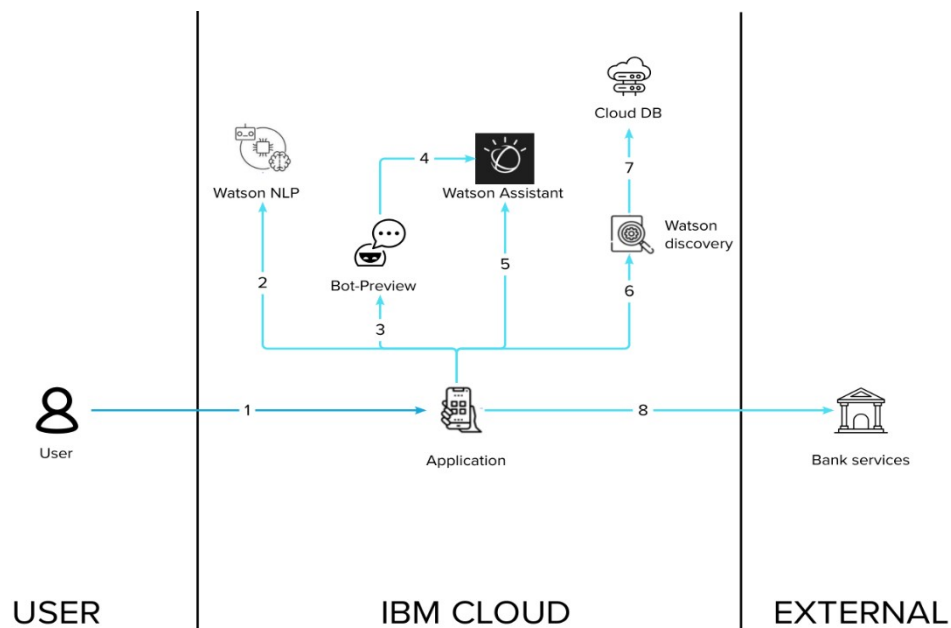 Cloud DB
4
7
Watson NLP
Watson Assistant
Watson
discovery
Bot-Preview
2
5
6
3
1
8
User
Application
Bank services
USER
IBM CLOUD
EXTERNAL